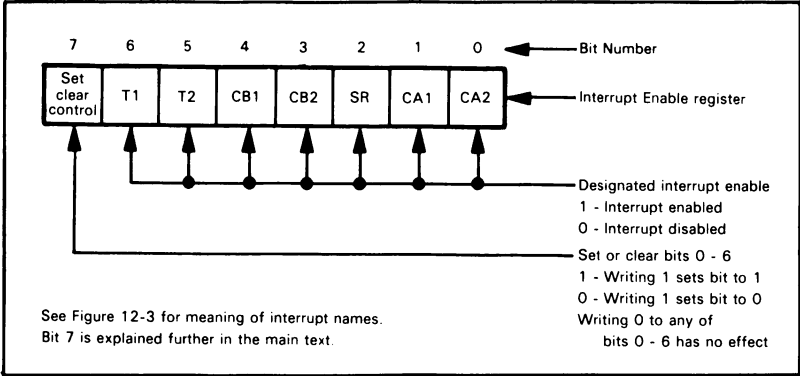 7 6 5 4 3 2 1 0 Bit Number
Set
clear
control T1 T2 CB1 CB2 SR CA1 CA2 Interrupt Enable register
Designated interrupt enable
1 - Interrupt enabled
0 - Interrupt disabled
Set or clear bits 0 - 6
1 - Writing 1 sets bit to 1
0 - Writing 1 sets bit to 0
Writing 0 to any of
bits 0 - 6 has no effect
See Figure 12-3 for meaning of interrupt names.
Bit 7 is explained further in the main text.